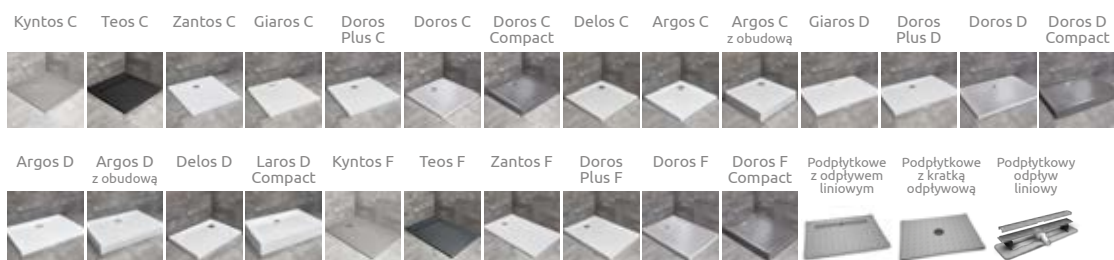 Kyntos C
Teos C
Zantos C
Giaros C
Doros
Plus C
Doros C
Doros C
Compact
Delos C
Argos C
Argos C
z obudową
Giaros D
Doros
Plus D
Doros D
Doros D
Compact
Argos D
Argos D
z obudową
Delos D
Laros D
Compact
Kyntos F
Teos F
Zantos F
Doros
Plus F
Doros F
Doros F
Compact
Podpłytkowe
z odpływem
liniowym
Podpłytkowe
z kratką
odpływową
Podpłytkowy
odpływ
liniowy